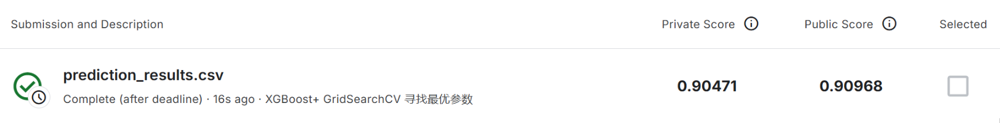 Submission and Description Private Score Public Score Selected
prediction_results.csv 0.90471 0.90968
Complete (after deadline) · 16s ago · XGBoost+ GridSearchCV 寻找最优参数